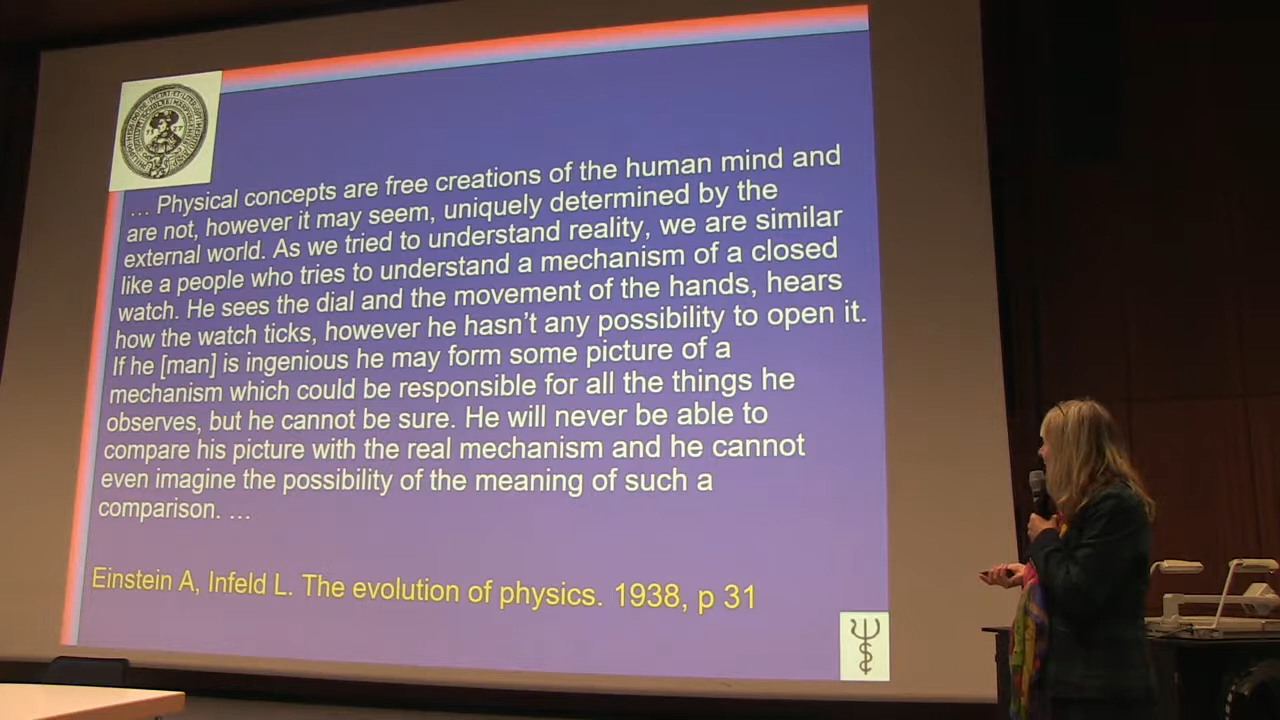 … Physical concepts are free creations of the human mind and
are not, however it may seem, uniquely determined by the
external world. As we tried to understand reality, we are similar
like a people who tries to understand a mechanism of a closed
watch. He sees the dial and the movement of the hands, hears
how the watch ticks, however he hasn't any possibility to open it.
If he [man] is ingenious he may form some picture of a
mechanism which could be responsible for all the things he
observes, but he cannot be sure. He will never be able to
compare his picture with the real mechanism and he cannot
even imagine the possibility of the meaning of such a
comparison. …
Einstein A, Infeld L. The evolution of physics. 1938, p 31